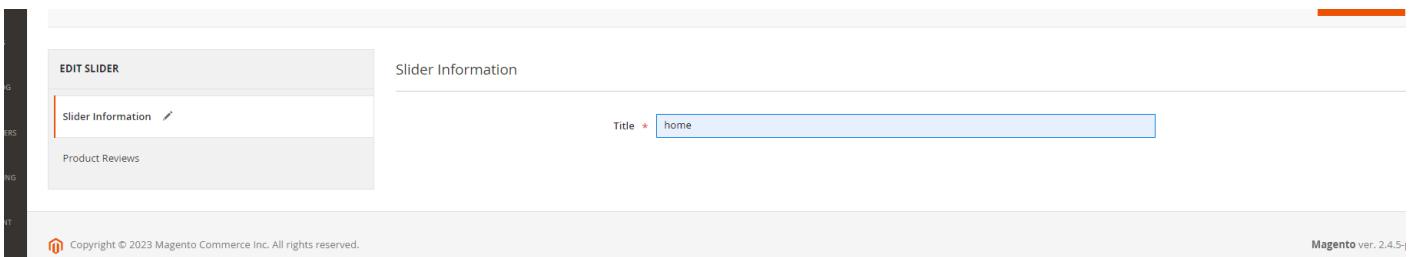 EDIT SLIDER
Slider Information
Product Reviews
Slider Information
Title *
home
Copyright © 2023 Magento Commerce Inc. All rights reserved.
Magento ver. 2.4.5-